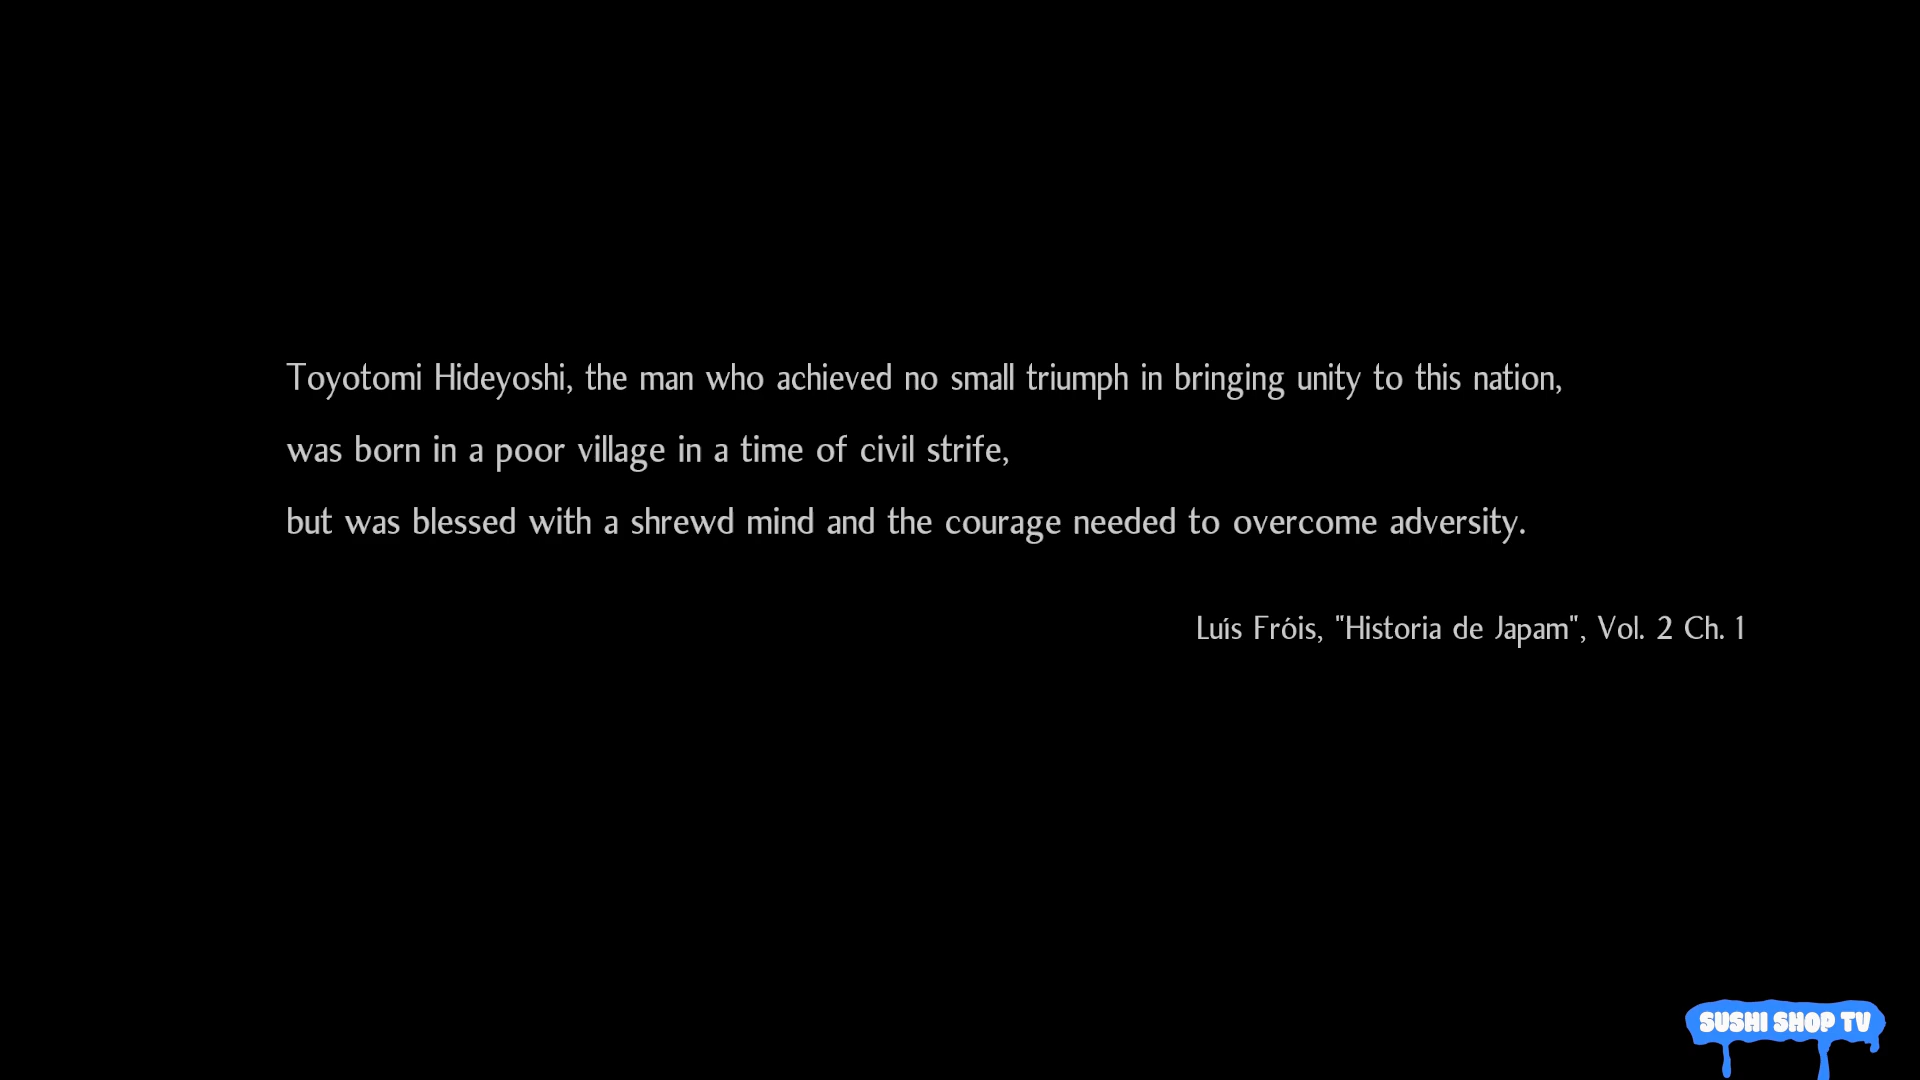 Toyotomi Hideyoshi, the man who achieved no small triumph in bringing unity to this nation,
was born in a poor village in a time of civil strife,
but was blessed with a shrewd mind and the courage needed to overcome adversity.
Luís Fróis, "Historia de Japam", Vol. 2 Ch. 1
SUSHI SHOP TV